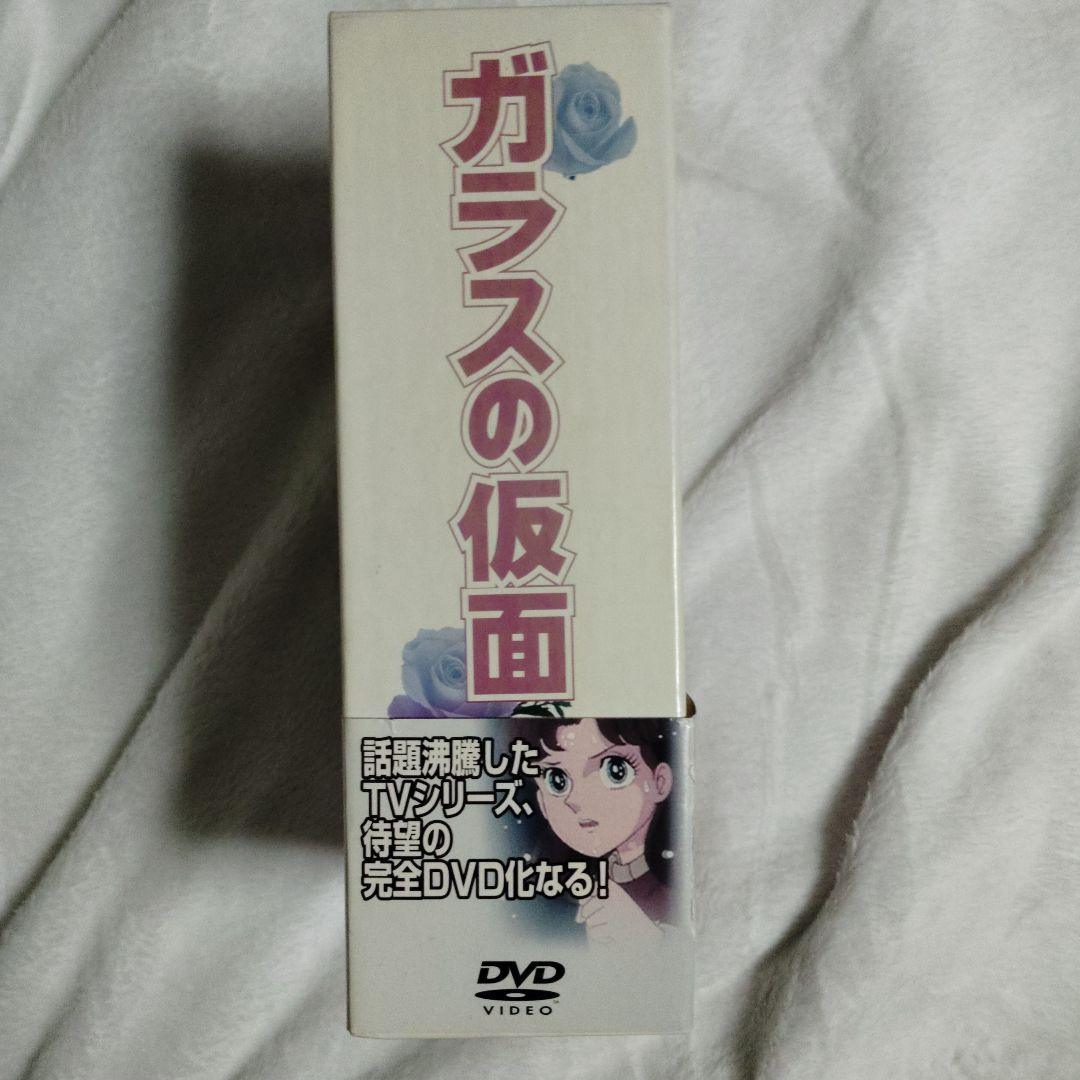 ガラスの仮面
話題沸騰した
TVシリーズ、
待望の
完全DVD化なる!
DVD
VIDEO